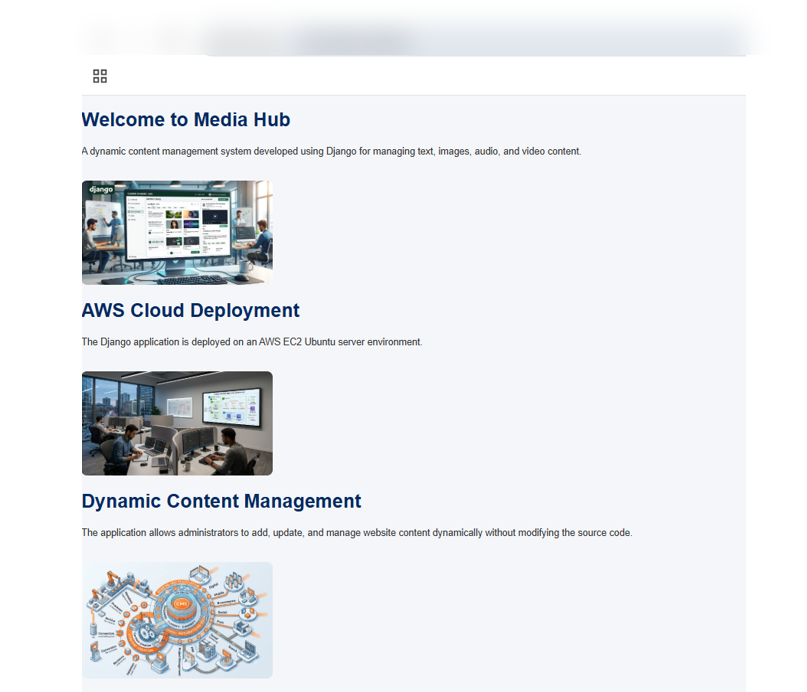 Welcome to Media Hub
A dynamic content management system developed using Django for managing text, images, audio, and video content.
django
AWS Cloud Deployment
The Django application is deployed on an AWS EC2 Ubuntu server environment.
Dynamic Content Management
The application allows administrators to add, update, and manage website content dynamically without modifying the source code.